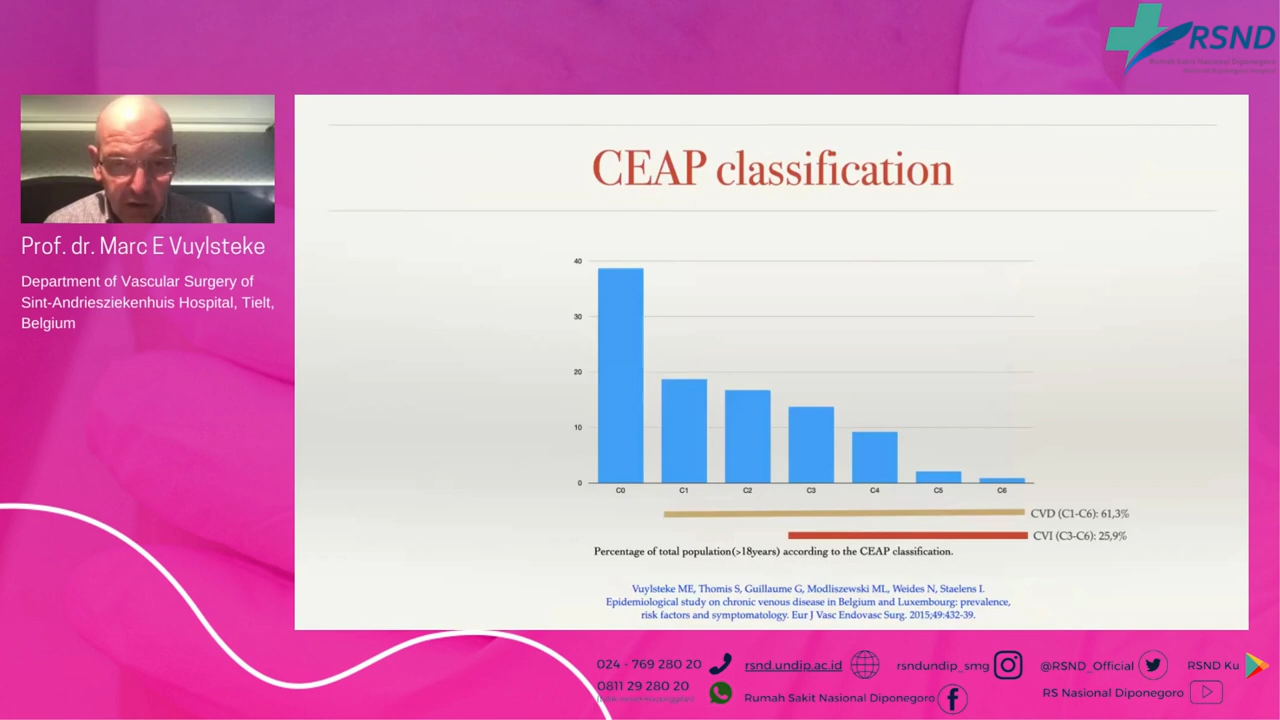 RSND
Rumah Sakit Nasional Diponegoro
Prof. dr. Marc E Vuylsteke
Department of Vascular Surgery of
Sint-Andriesziekenhuis Hospital, Tielt,
Belgium
CEAP classification
40
30
20
10
0
C0 C1 C2 C3 C4 C5 C6
CVD (C1-C6): 61,3%
CVI (C3-C6): 25,9%
Percentage of total population(>18years) according to the CEAP classification.
Vuylsteke ME, Thomis S, Guillaume G, Modliszewski ML, Weides N, Staelens I.
Epidemiological study on chronic venous disease in Belgium and Luxembourg: prevalence,
risk factors and symptomatology. Eur J Vasc Endovasc Surg. 2015;49:432-39.
024 - 769 280 20
rsnd.undip.ac.id
rsndundip_smg
@RSND_Official
RSND Ku
0811 29 280 20
Rumah Sakit Nasional Diponegoro
RS Nasional Diponegoro